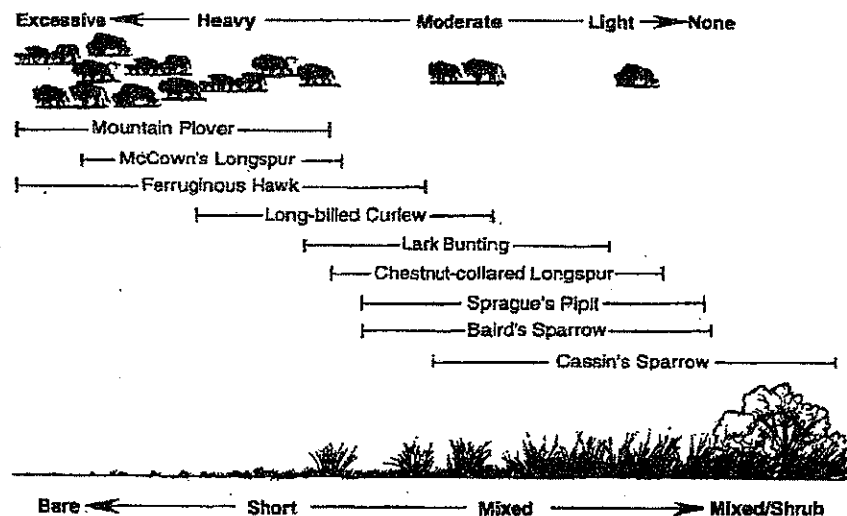 Excessive Heavy Moderate Light None
Mountain Plover
McCown's Longspur
Ferruginous Hawk
Long-billed Curlew
Lark Bunting
Chestnut-collared Longspur
Sprague's Pipit
Baird's Sparrow
Cassin's Sparrow
Bare Short Mixed Mixed/Shrub